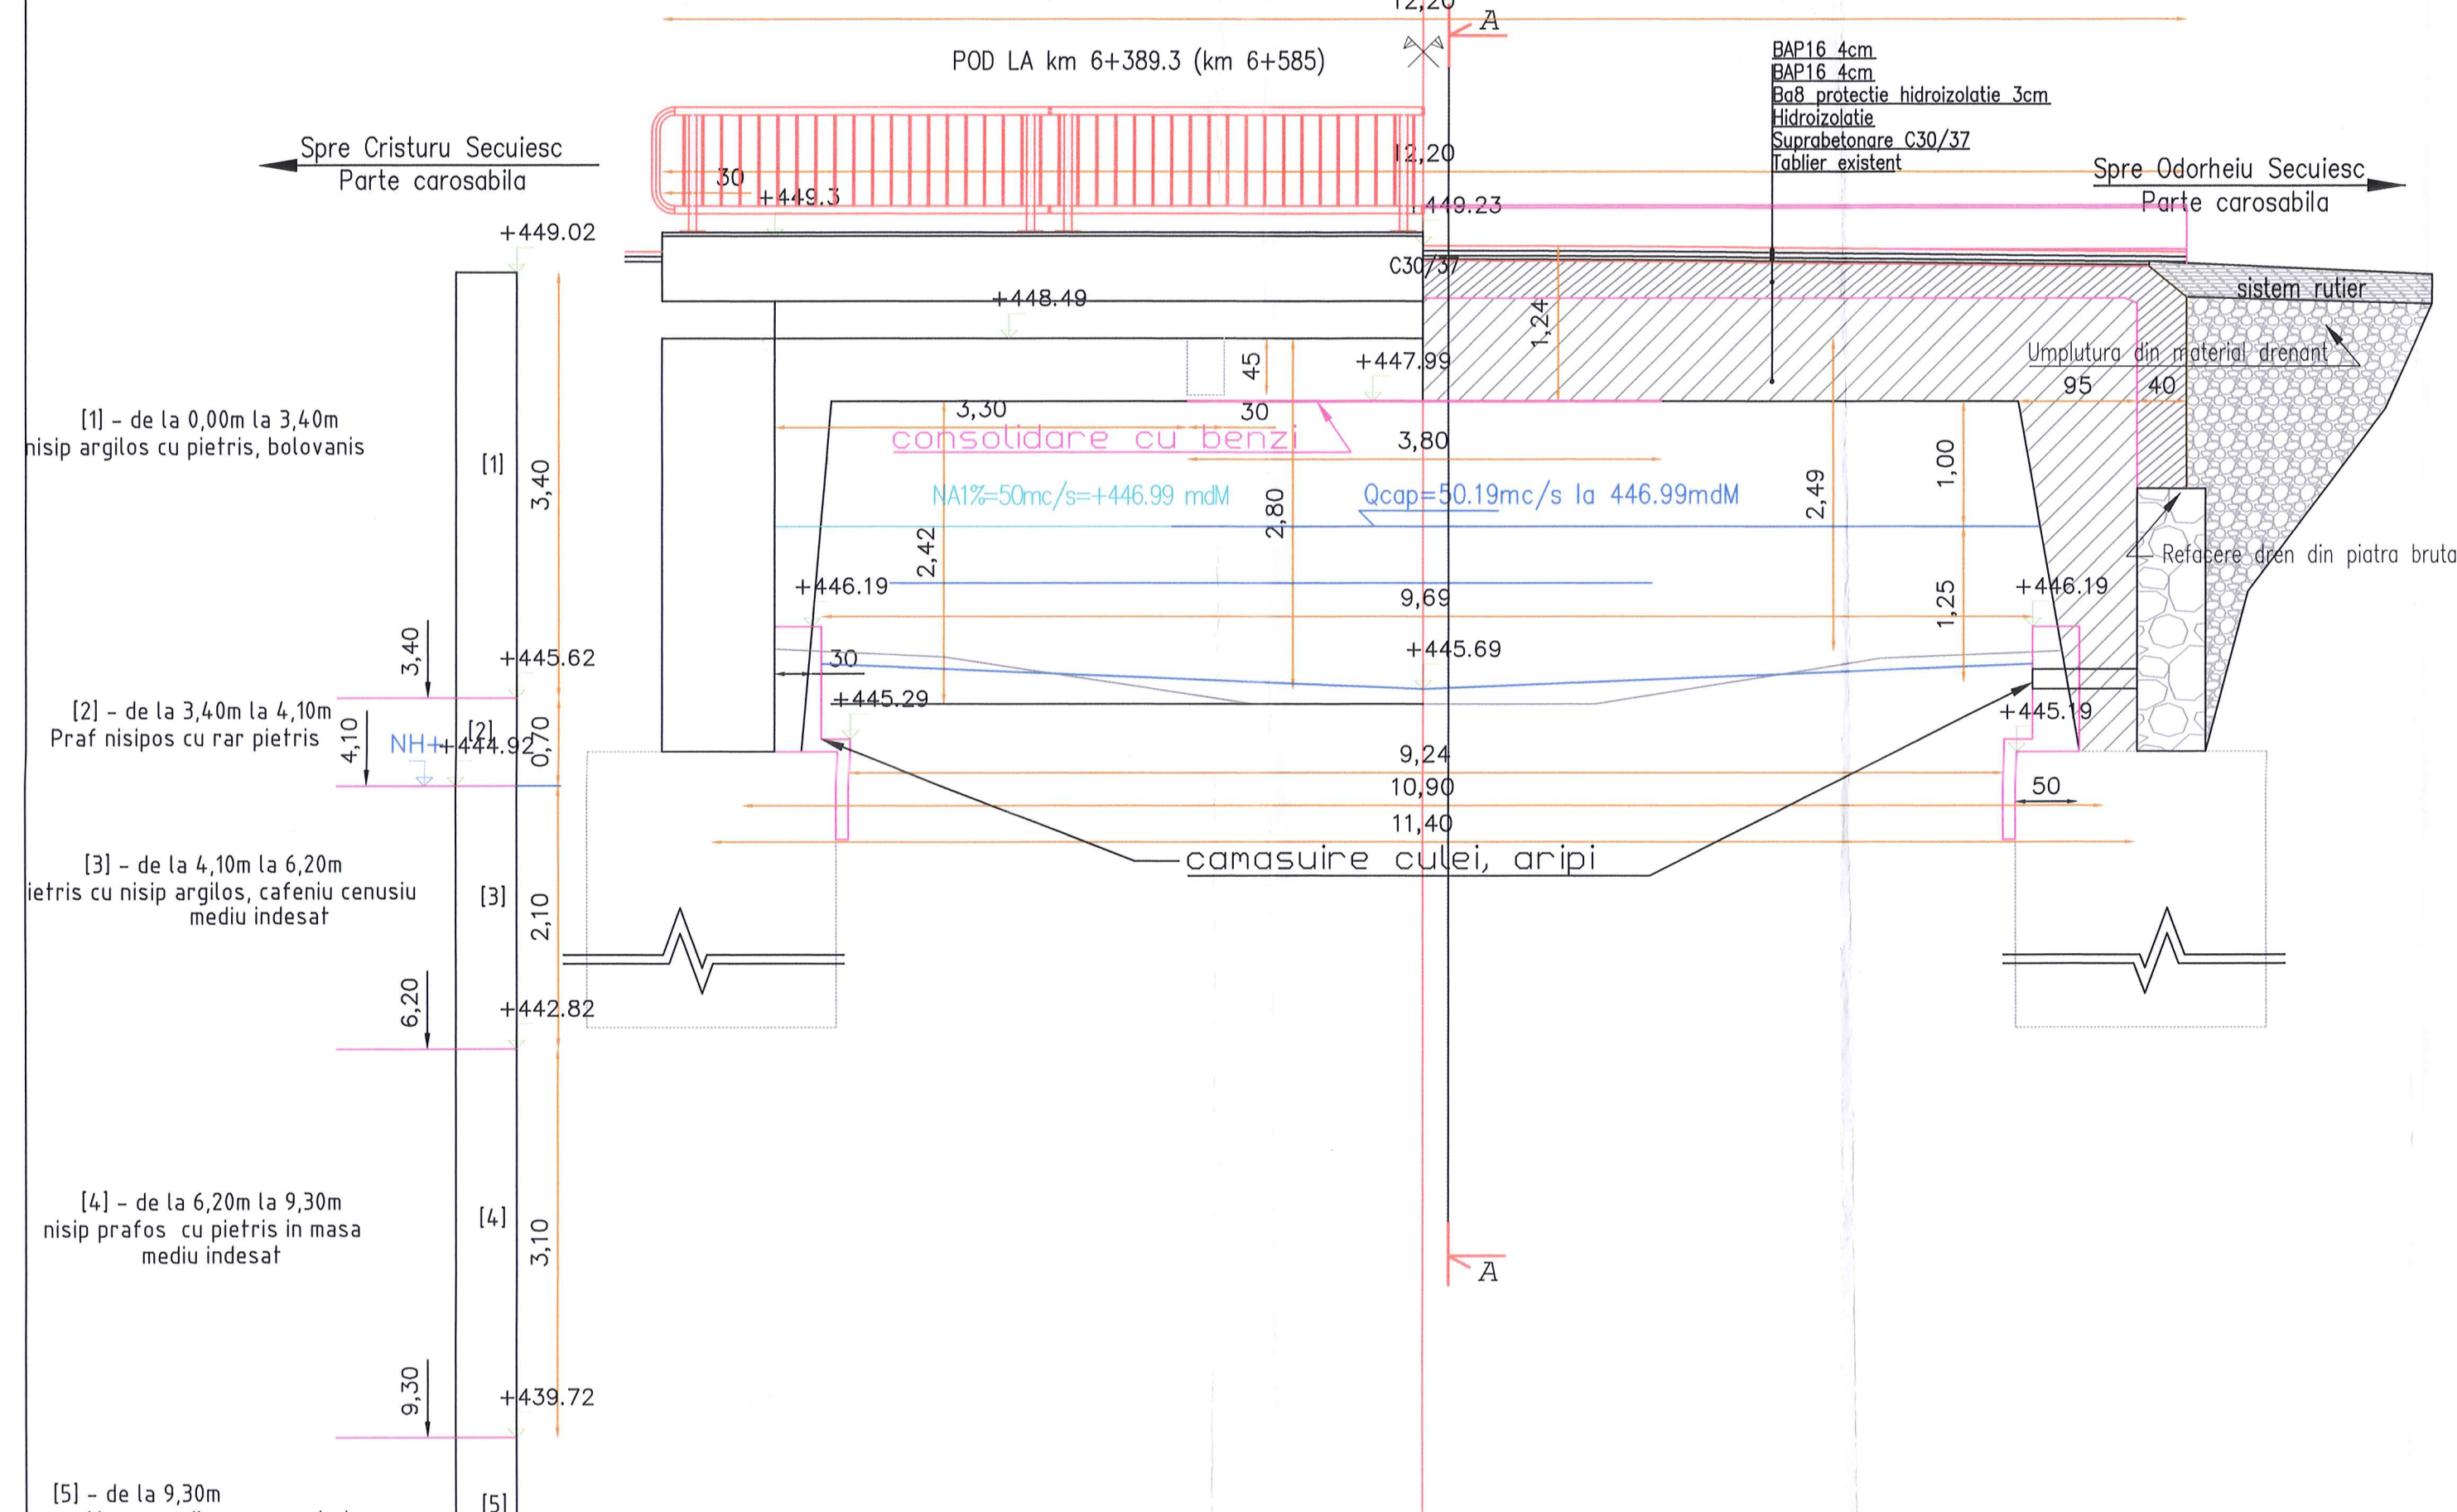 12,20
A
POD LA km 6+389.3 (km 6+585)
BAP16 4cm
BAP16 4cm
Ba8 protectie hidroizolatie 3cm
Hidroizolatie
Suprabetonare C30/37
Tablier existent
Spre Cristuru Secuiesc
Parte carosabila
12,20
30
+449.3
+449.23
Spre Odorheiu Secuiesc
Parte carosabila
+449.02
C30/37
sistem rutier
+448.49
1,24
45
+447.99
Umplutura din material drenant
95
40
[1] - de la 0,00m la 3,40m
nisip argilos cu pietris, bolovanis
[1]
3,40
3,30
30
consolidare cu benzi
3,80
NA1%=50mc/s=+446.99 mdM
Qcap=50.19mc/s la 446.99mdM
2,80
2,49
1,00
2,42
Refacere dren din piatra bruta
+446.19
9,69
1,25
+446.19
3,40
+445.62
30
+445.69
+445.29
+445.19
[2] - de la 3,40m la 4,10m
Praf nisipos cu rar pietris
4,10
NH=
+444.92
[2]
0,70
9,24
10,90
50
11,40
camasuire culei, aripi
[3] - de la 4,10m la 6,20m
ietris cu nisip argilos, cafeniu cenusiu
mediu indesat
[3]
2,10
6,20
+442.82
[4] - de la 6,20m la 9,30m
nisip prafos cu pietris in masa
mediu indesat
[4]
3,10
A
9,30
+439.72
[5] - de la 9,30m
[5]